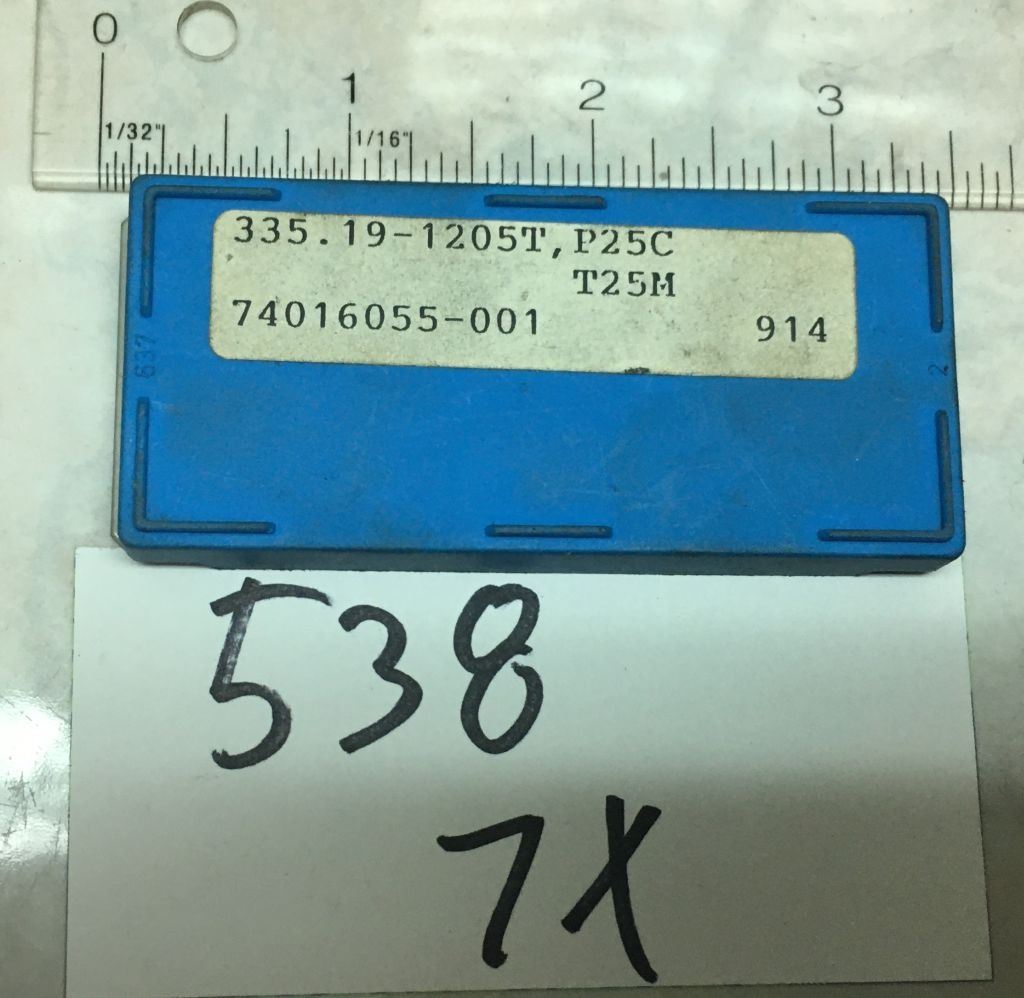 0 1 2 3
1/32" 1/16"
335.19-1205T,P25C
T25M
74016055-001 914
637 2
538
7X